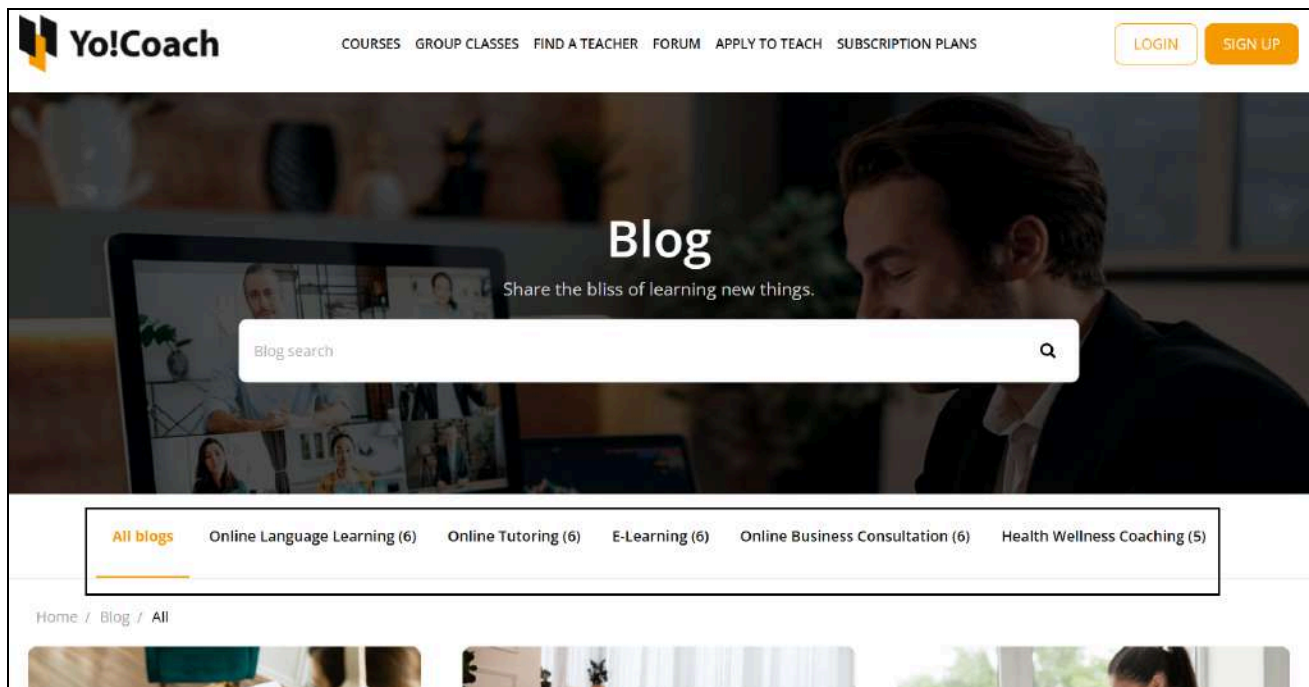 Yo!Coach COURSES GROUP CLASSES FIND A TEACHER FORUM APPLY TO TEACH SUBSCRIPTION PLANS LOGIN SIGN UP
Blog
Share the bliss of learning new things.
Blog search
All blogs Online Language Learning (6) Online Tutoring (6) E-Learning (6) Online Business Consultation (6) Health Wellness Coaching (5)
Home / Blog / All